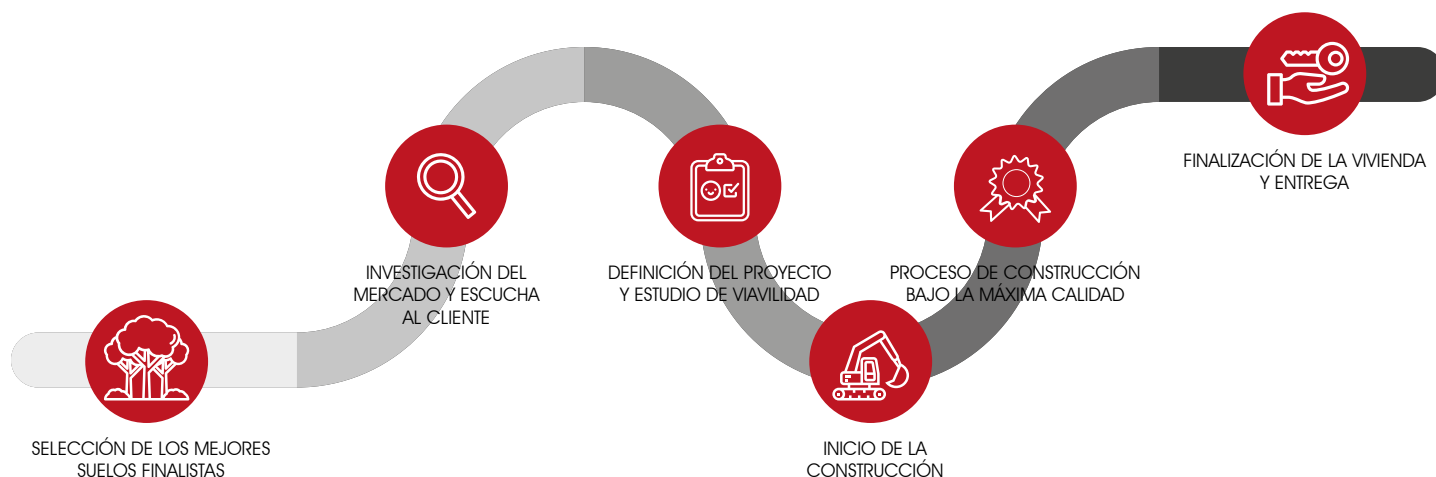 SELECCIÓN DE LOS MEJORES
SUELOS FINALISTAS
INVESTIGACIÓN DEL
MERCADO Y ESCUCHA
AL CLIENTE
DEFINICIÓN DEL PROYECTO
Y ESTUDIO DE VIAVILIDAD
INICIO DE LA
CONSTRUCCIÓN
PROCESO DE CONSTRUCCIÓN
BAJO LA MÁXIMA CALIDAD
FINALIZACIÓN DE LA VIVIENDA
Y ENTREGA